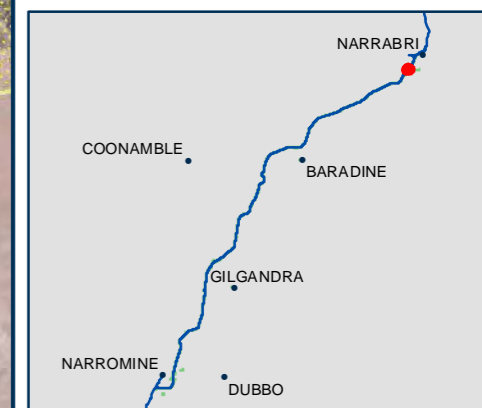 NARRABRI
COONAMBLE
BARADINE
GILGANDRA
NARROMINE
DUBBO